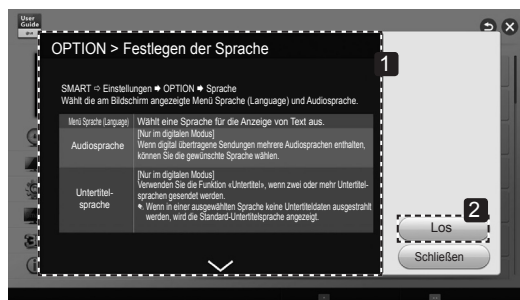 User
Guide
OPTION > Festlegen der Sprache
1
SMART ⇨ Einstellungen ➡ OPTION ➡ Sprache
Wählt die am Bildschirm angezeigte Menü Sprache (Language) und Audiosprache.
Menü Sprache (Language) Wählt eine Sprache für die Anzeige von Text aus.
Audiosprache
[Nur im digitalen Modus]
Wenn digital übertragene Sendungen mehrere Audiosprachen enthalten,
können Sie die gewünschte Sprache wählen.
Untertitel-
sprache
[Nur im digitalen Modus]
Verwenden Sie die Funktion «Untertitel», wenn zwei oder mehr Untertitel-
sprachen gesendet werden.
Wenn in einer ausgewählten Sprache keine Untertiteldaten ausgestrahlt
werden, wird die Standard-Untertitelsprache angezeigt.
2
Los
Schließen